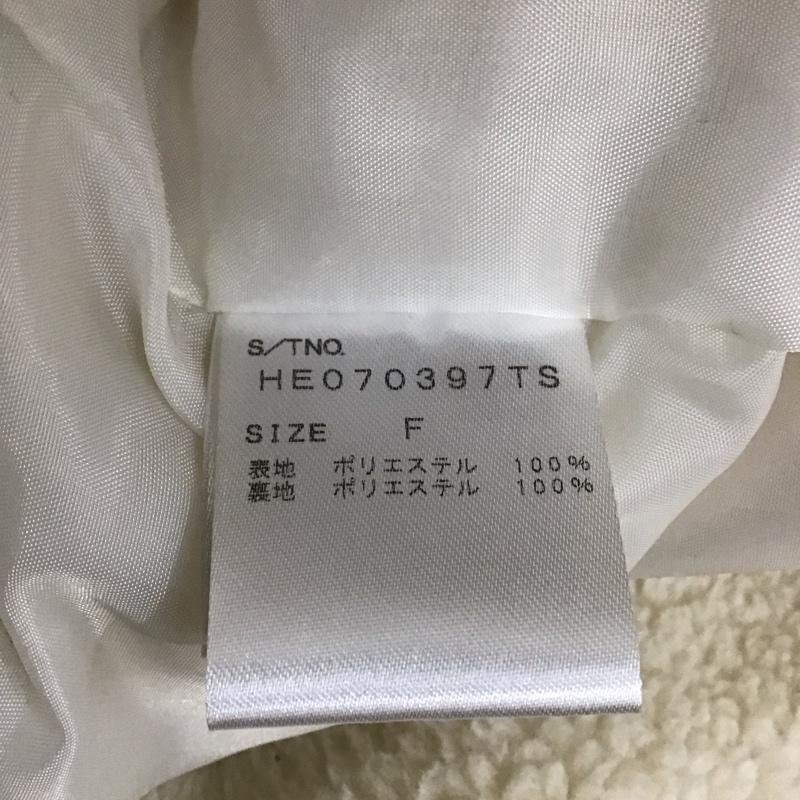 S/TNO.
HE070397TS
SIZE F
表地 ポリエステル 100%
裏地 ポリエステル 100%